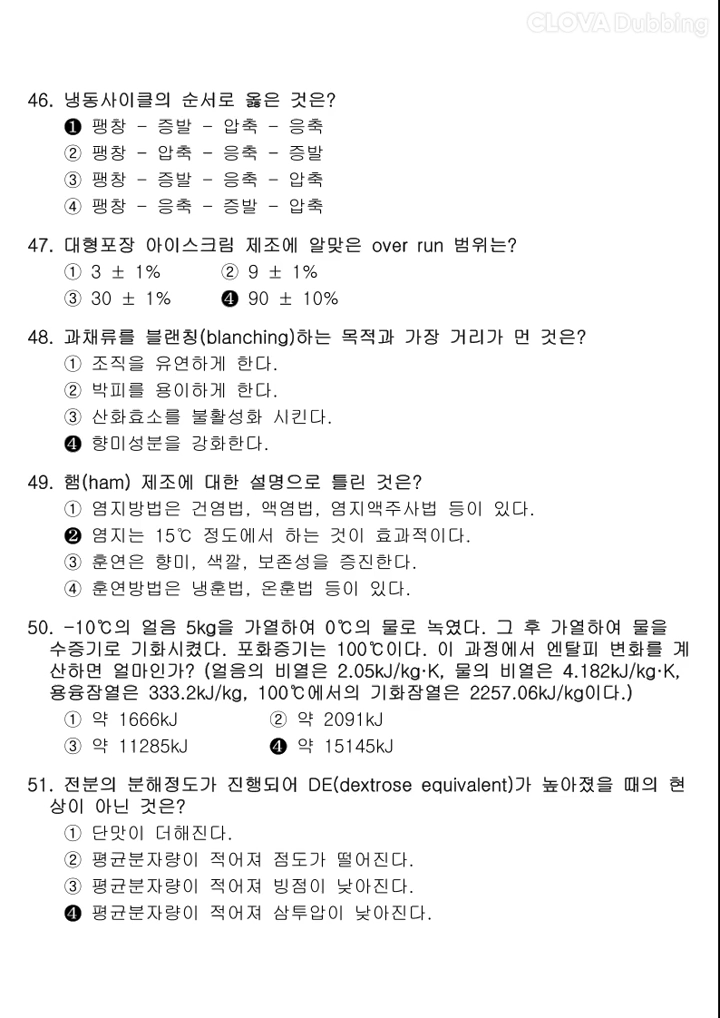 CLOVA Dubbing
46. 냉동사이클의 순서로 옳은 것은?
❶ 팽창 - 증발 - 압축 - 응축
② 팽창 - 압축 - 응축 - 증발
③ 팽창 - 증발 - 응축 - 압축
④ 팽창 - 응축 - 증발 - 압축
47. 대형포장 아이스크림 제조에 알맞은 over run 범위는?
① 3 ± 1% ② 9 ± 1%
③ 30 ± 1% ❹ 90 ± 10%
48. 과채류를 블랜칭(blanching)하는 목적과 가장 거리가 먼 것은?
① 조직을 유연하게 한다.
② 박피를 용이하게 한다.
③ 산화효소를 불활성화 시킨다.
❹ 향미성분을 강화한다.
49. 햄(ham) 제조에 대한 설명으로 틀린 것은?
① 염지방법은 건염법, 액염법, 염지액주사법 등이 있다.
❷ 염지는 15℃ 정도에서 하는 것이 효과적이다.
③ 훈연은 향미, 색깔, 보존성을 증진한다.
④ 훈연방법은 냉훈법, 온훈법 등이 있다.
50. -10℃의 얼음 5kg을 가열하여 0℃의 물로 녹였다. 그 후 가열하여 물을
수증기로 기화시켰다. 포화증기는 100℃이다. 이 과정에서 엔탈피 변화를 계
산하면 얼마인가? (얼음의 비열은 2.05kJ/kg·K, 물의 비열은 4.182kJ/kg·K,
용융잠열은 333.2kJ/kg, 100℃에서의 기화잠열은 2257.06kJ/kg이다.)
① 약 1666kJ ② 약 2091kJ
③ 약 11285kJ ❹ 약 15145kJ
51. 전분의 분해정도가 진행되어 DE(dextrose equivalent)가 높아졌을 때의 현
상이 아닌 것은?
① 단맛이 더해진다.
② 평균분자량이 적어져 점도가 떨어진다.
③ 평균분자량이 적어져 빙점이 낮아진다.
❹ 평균분자량이 적어져 삼투압이 낮아진다.